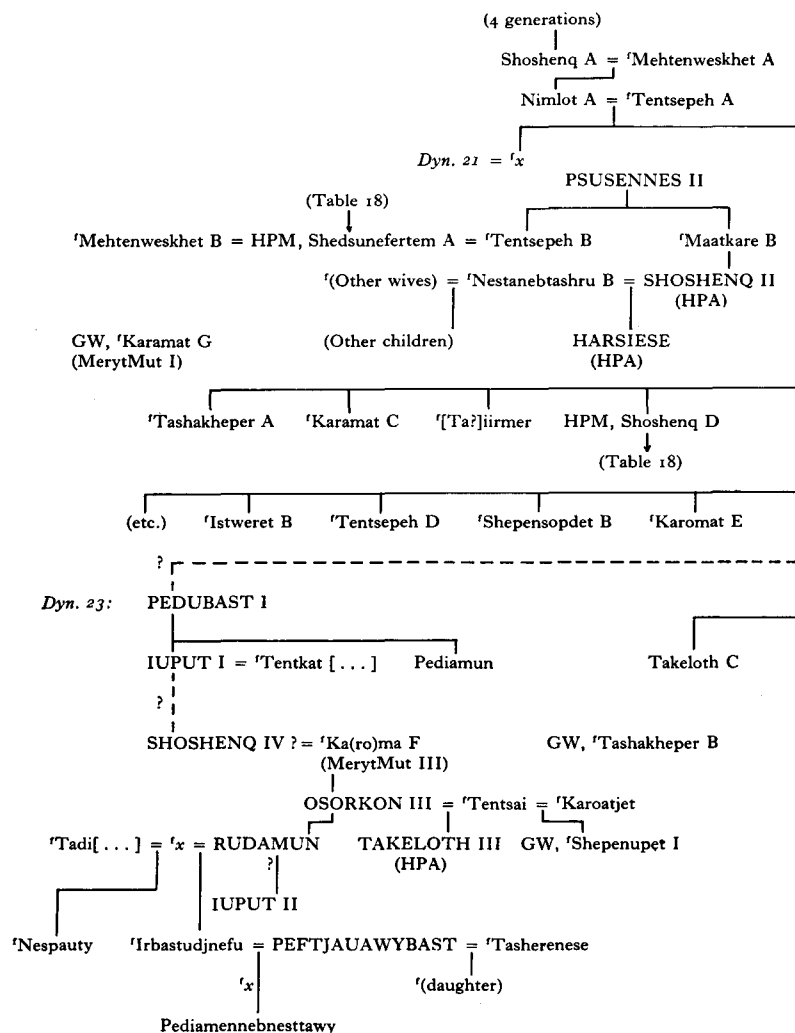 (4 generations)
Shoshenq A = ᶠMehtenweskhet A
Nimlot A = ᶠTentsepeh A
Dyn. 21 = ᶠx
PSUSENNES II
(Table 18)
ᶠMehtenweskhet B = HPM, Shedsunefertem A = ᶠTentsepeh B ᶠMaatkare B
ᶠ(Other wives) = ᶠNestanebtashru B = SHOSHENQ II
(HPA)
GW, ᶠKaramat G (Other children) HARSIESE
(MerytMut I) (HPA)
ᶠTashakheper A ᶠKaramat C ᶠ[Ta?]iirmer HPM, Shoshenq D
(Table 18)
(etc.) ᶠIstweret B ᶠTentsepeh D ᶠShepensopdet B ᶠKaromat E
?
Dyn. 23: PEDUBAST I
IUPUT I = ᶠTentkat [ . . . ] Pediamun Takeloth C
?
SHOSHENQ IV ? = ᶠKa(ro)ma F GW, ᶠTashakheper B
(MerytMut III)
OSORKON III = ᶠTentsai = ᶠKaroatjet
ᶠTadi[ . . . ] = ᶠx = RUDAMUN TAKELOTH III GW, ᶠShepenupet I
? (HPA)
IUPUT II
ᶠNespauty ᶠIrbastudjnefu = PEFTJAUAWYBAST = ᶠTasherenese
ᶠx ᶠ(daughter)
Pediamennebnesttawy